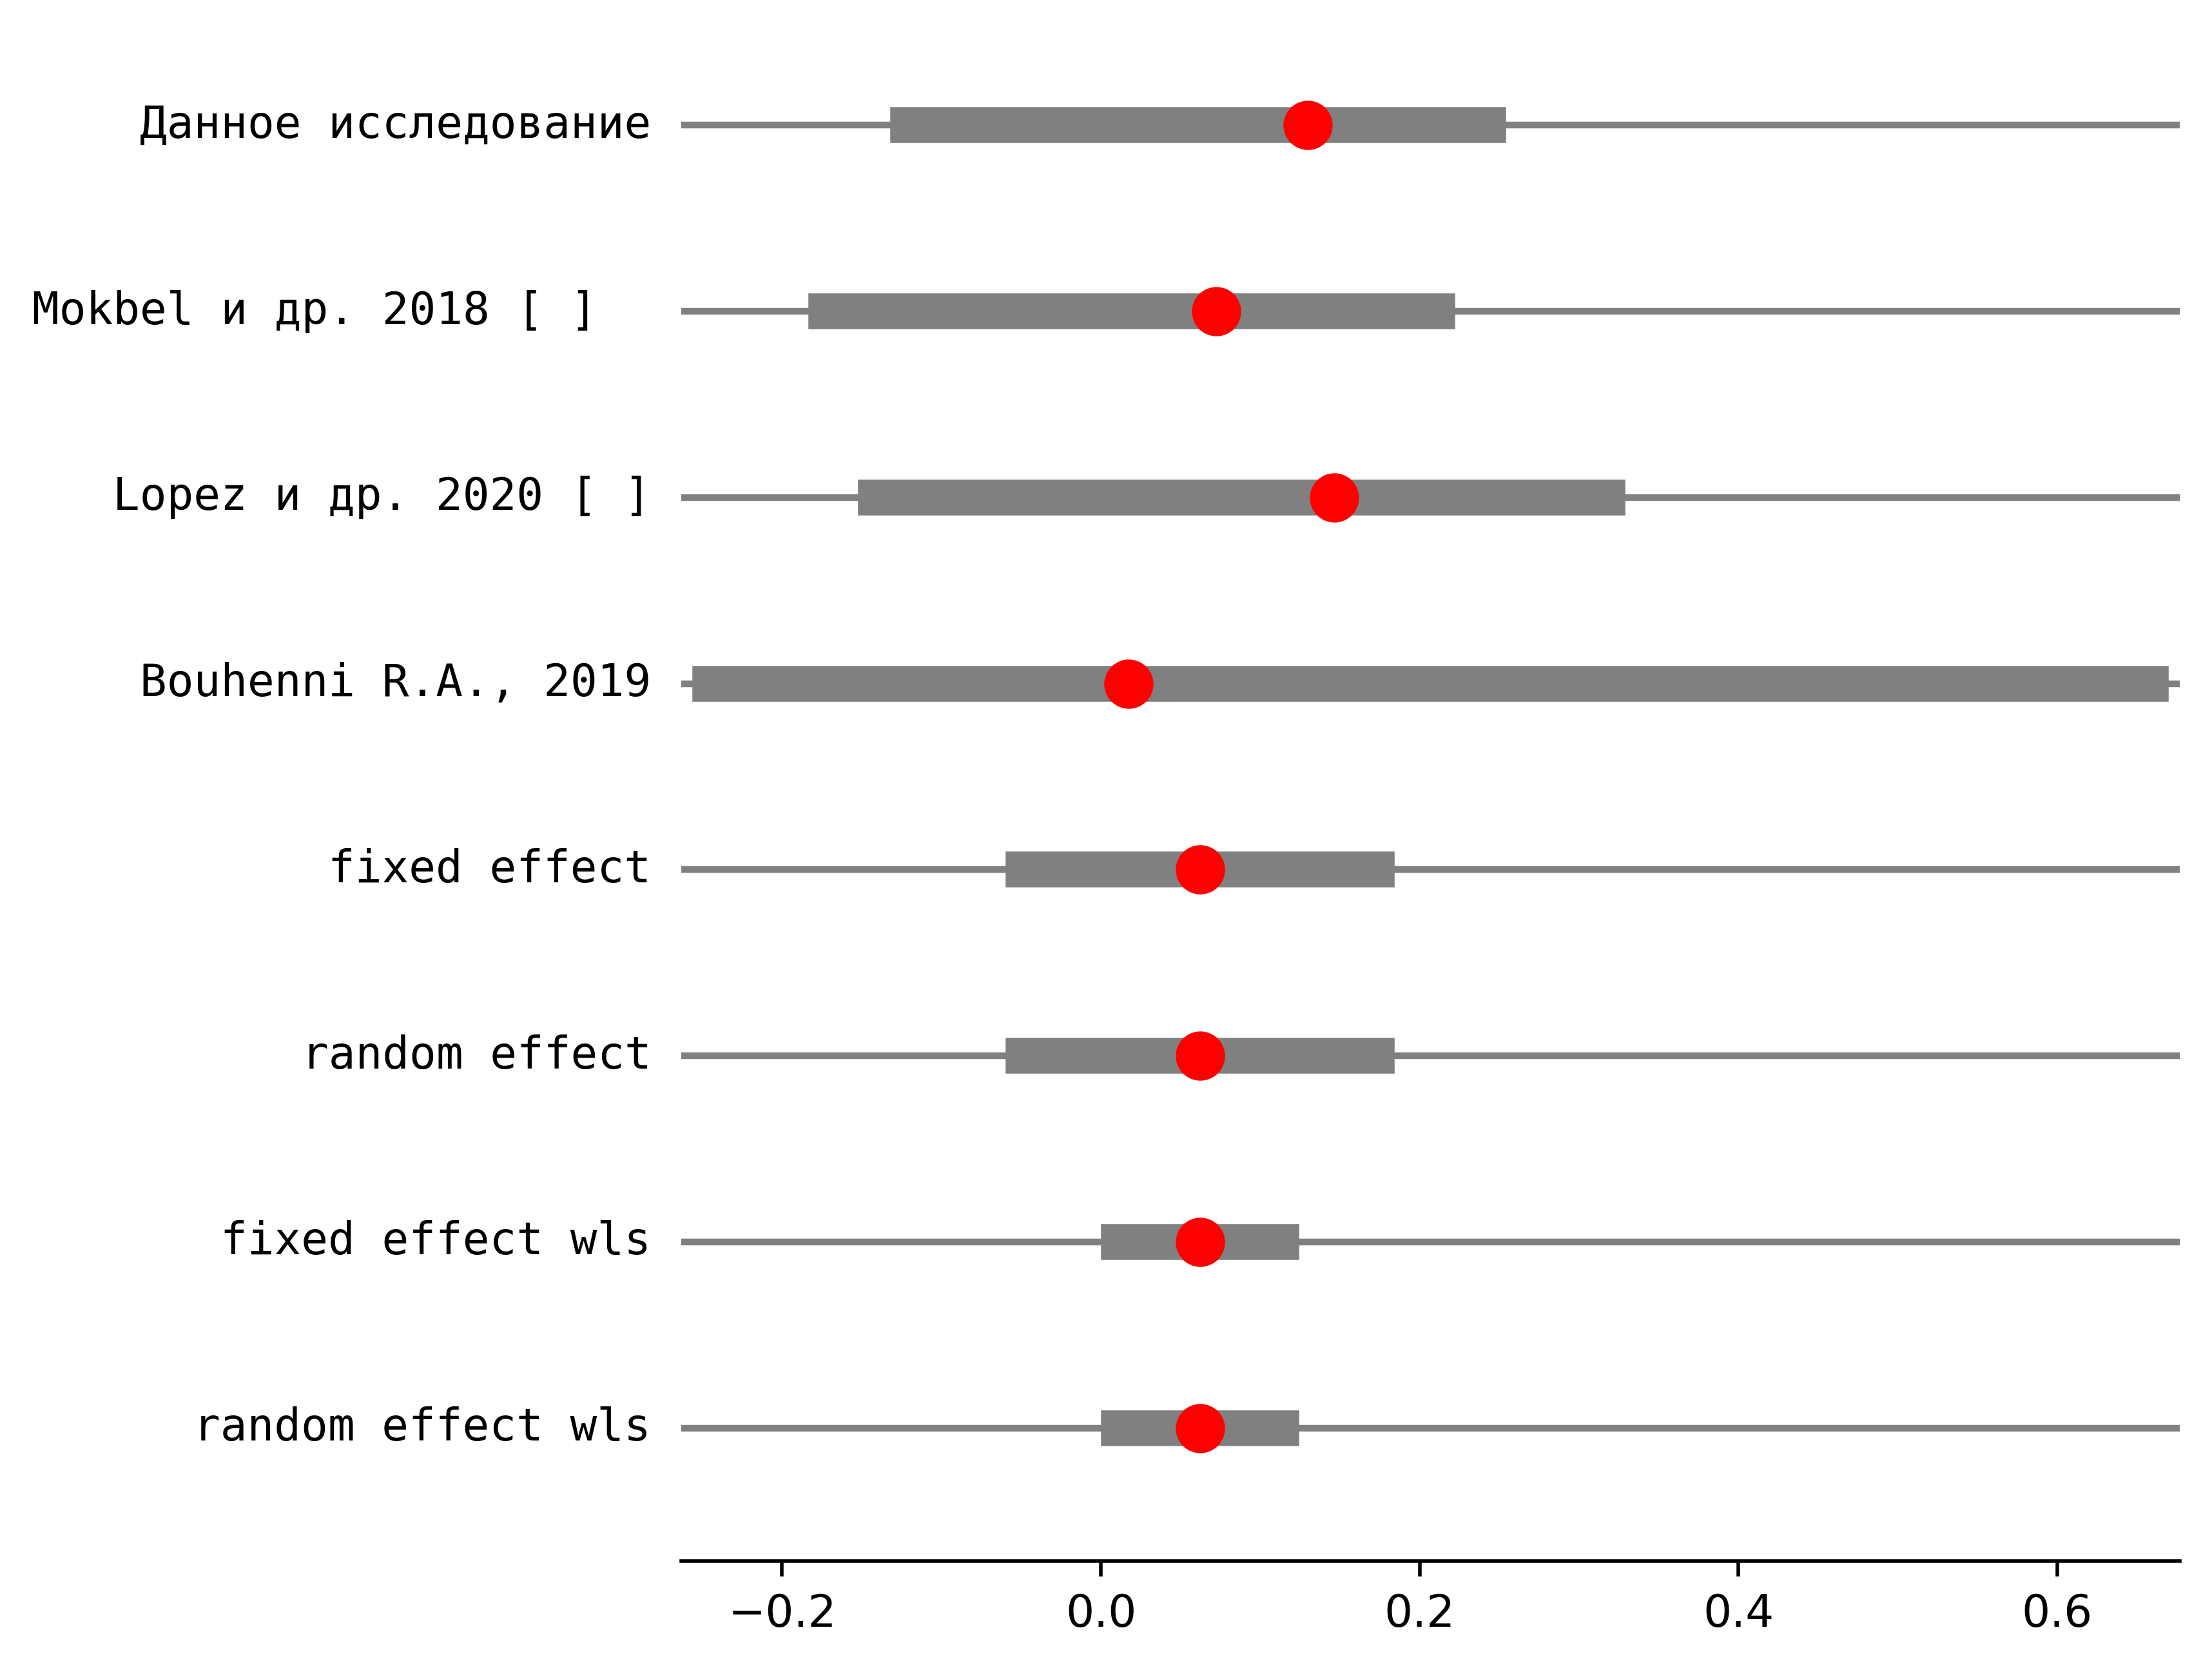 Данное исследование
Mokbel и др. 2018 [ ]
Lopez и др. 2020 [ ]
Bouhenni R.A., 2019
fixed effect
random effect
fixed effect wls
random effect wls
−0.2 0.0 0.2 0.4 0.6